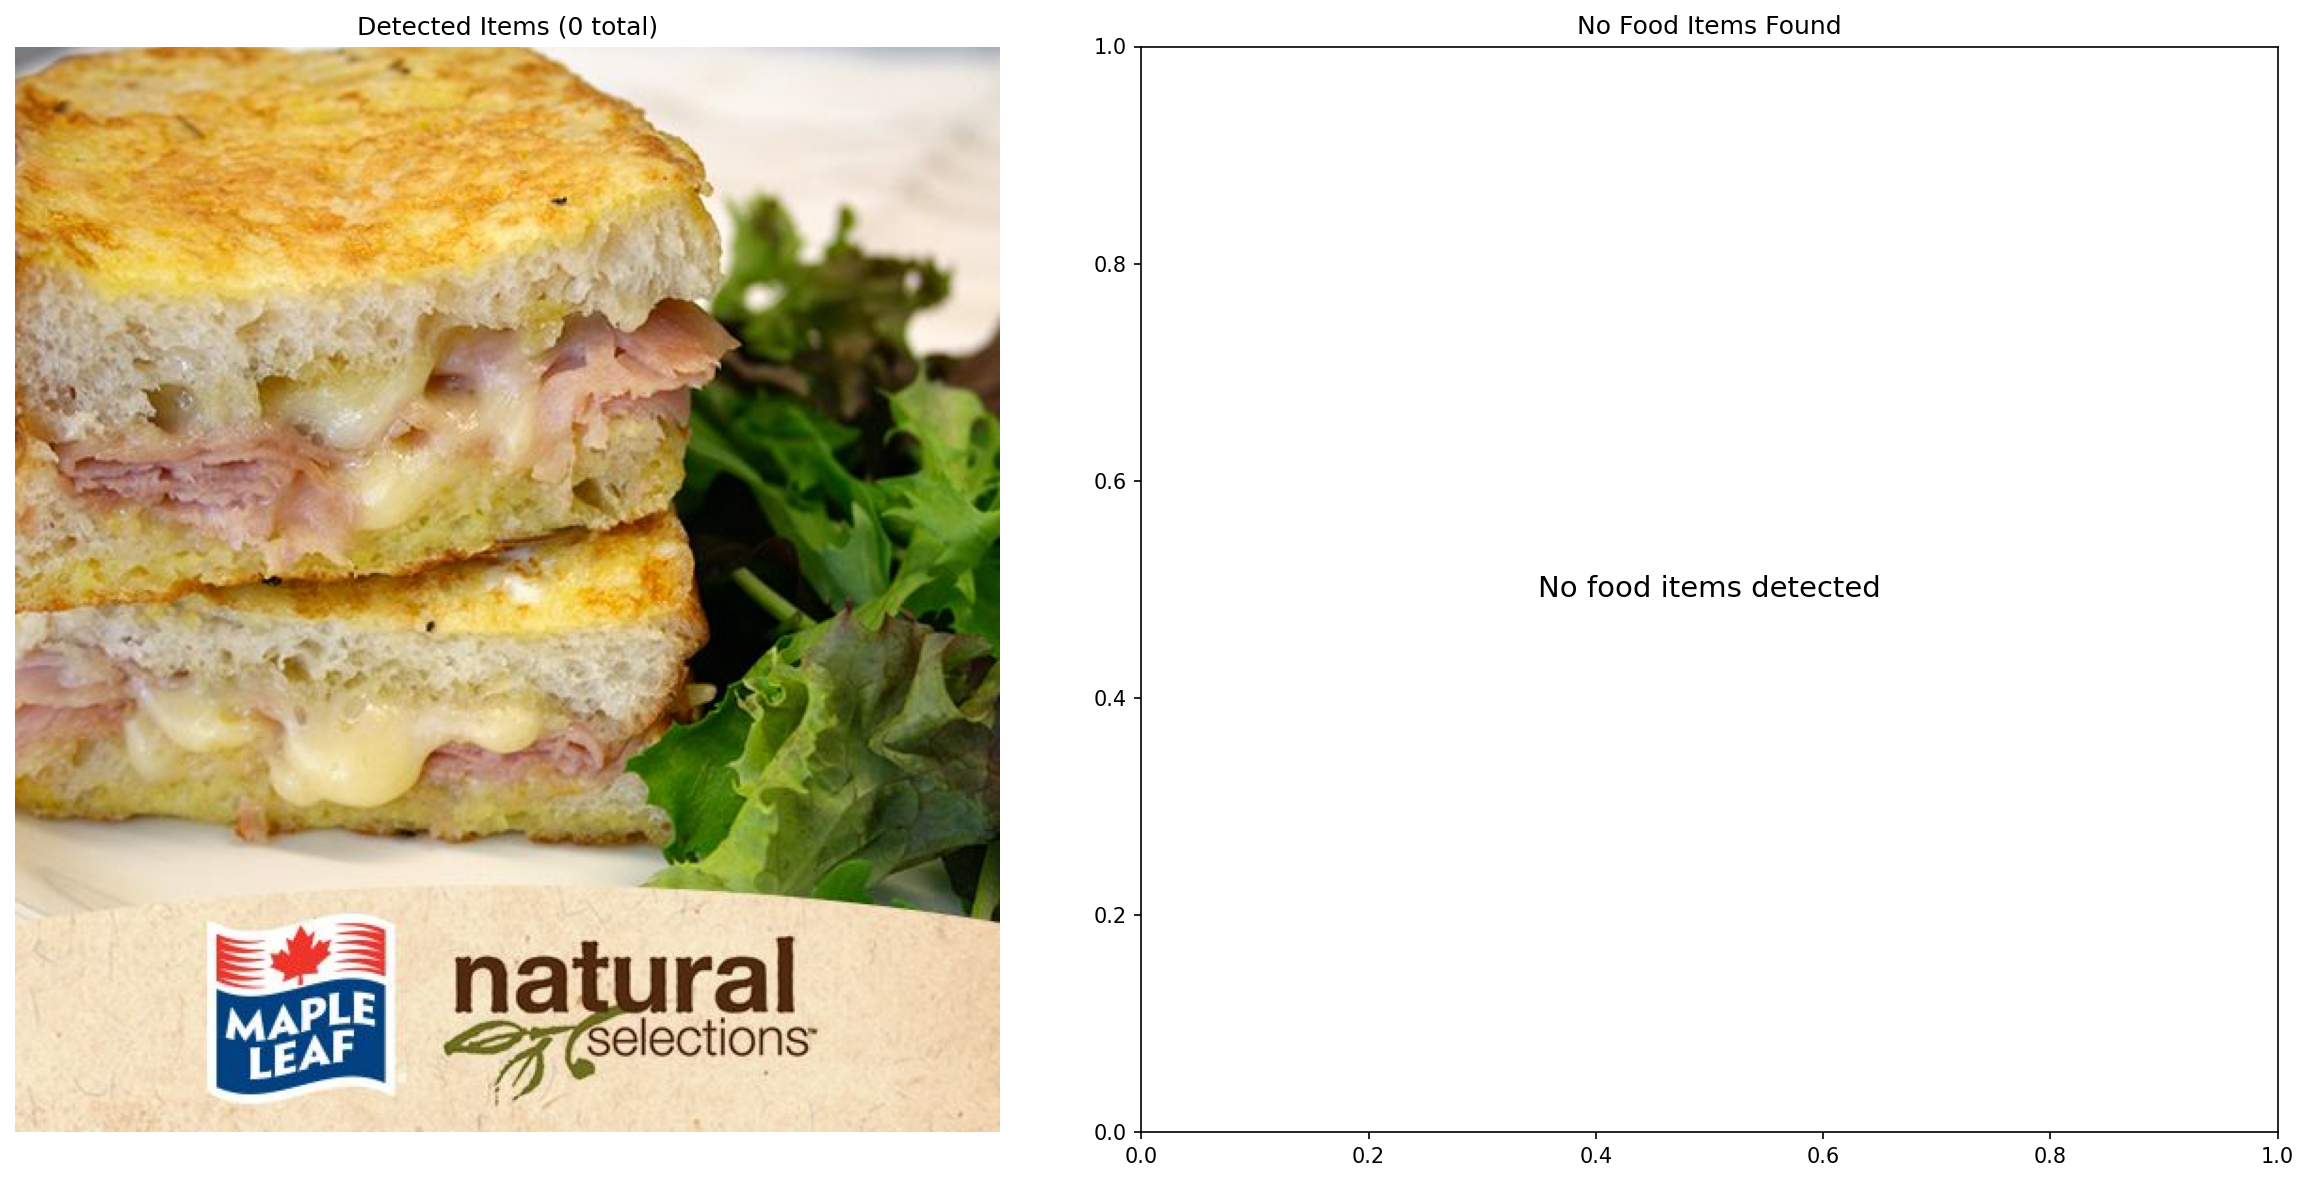 Detected Items (0 total)
MAPLE
LEAF
natural
selections™
No Food Items Found
1.0
0.8
0.6
0.4
0.2
0.0
No food items detected
0.0 0.2 0.4 0.6 0.8 1.0